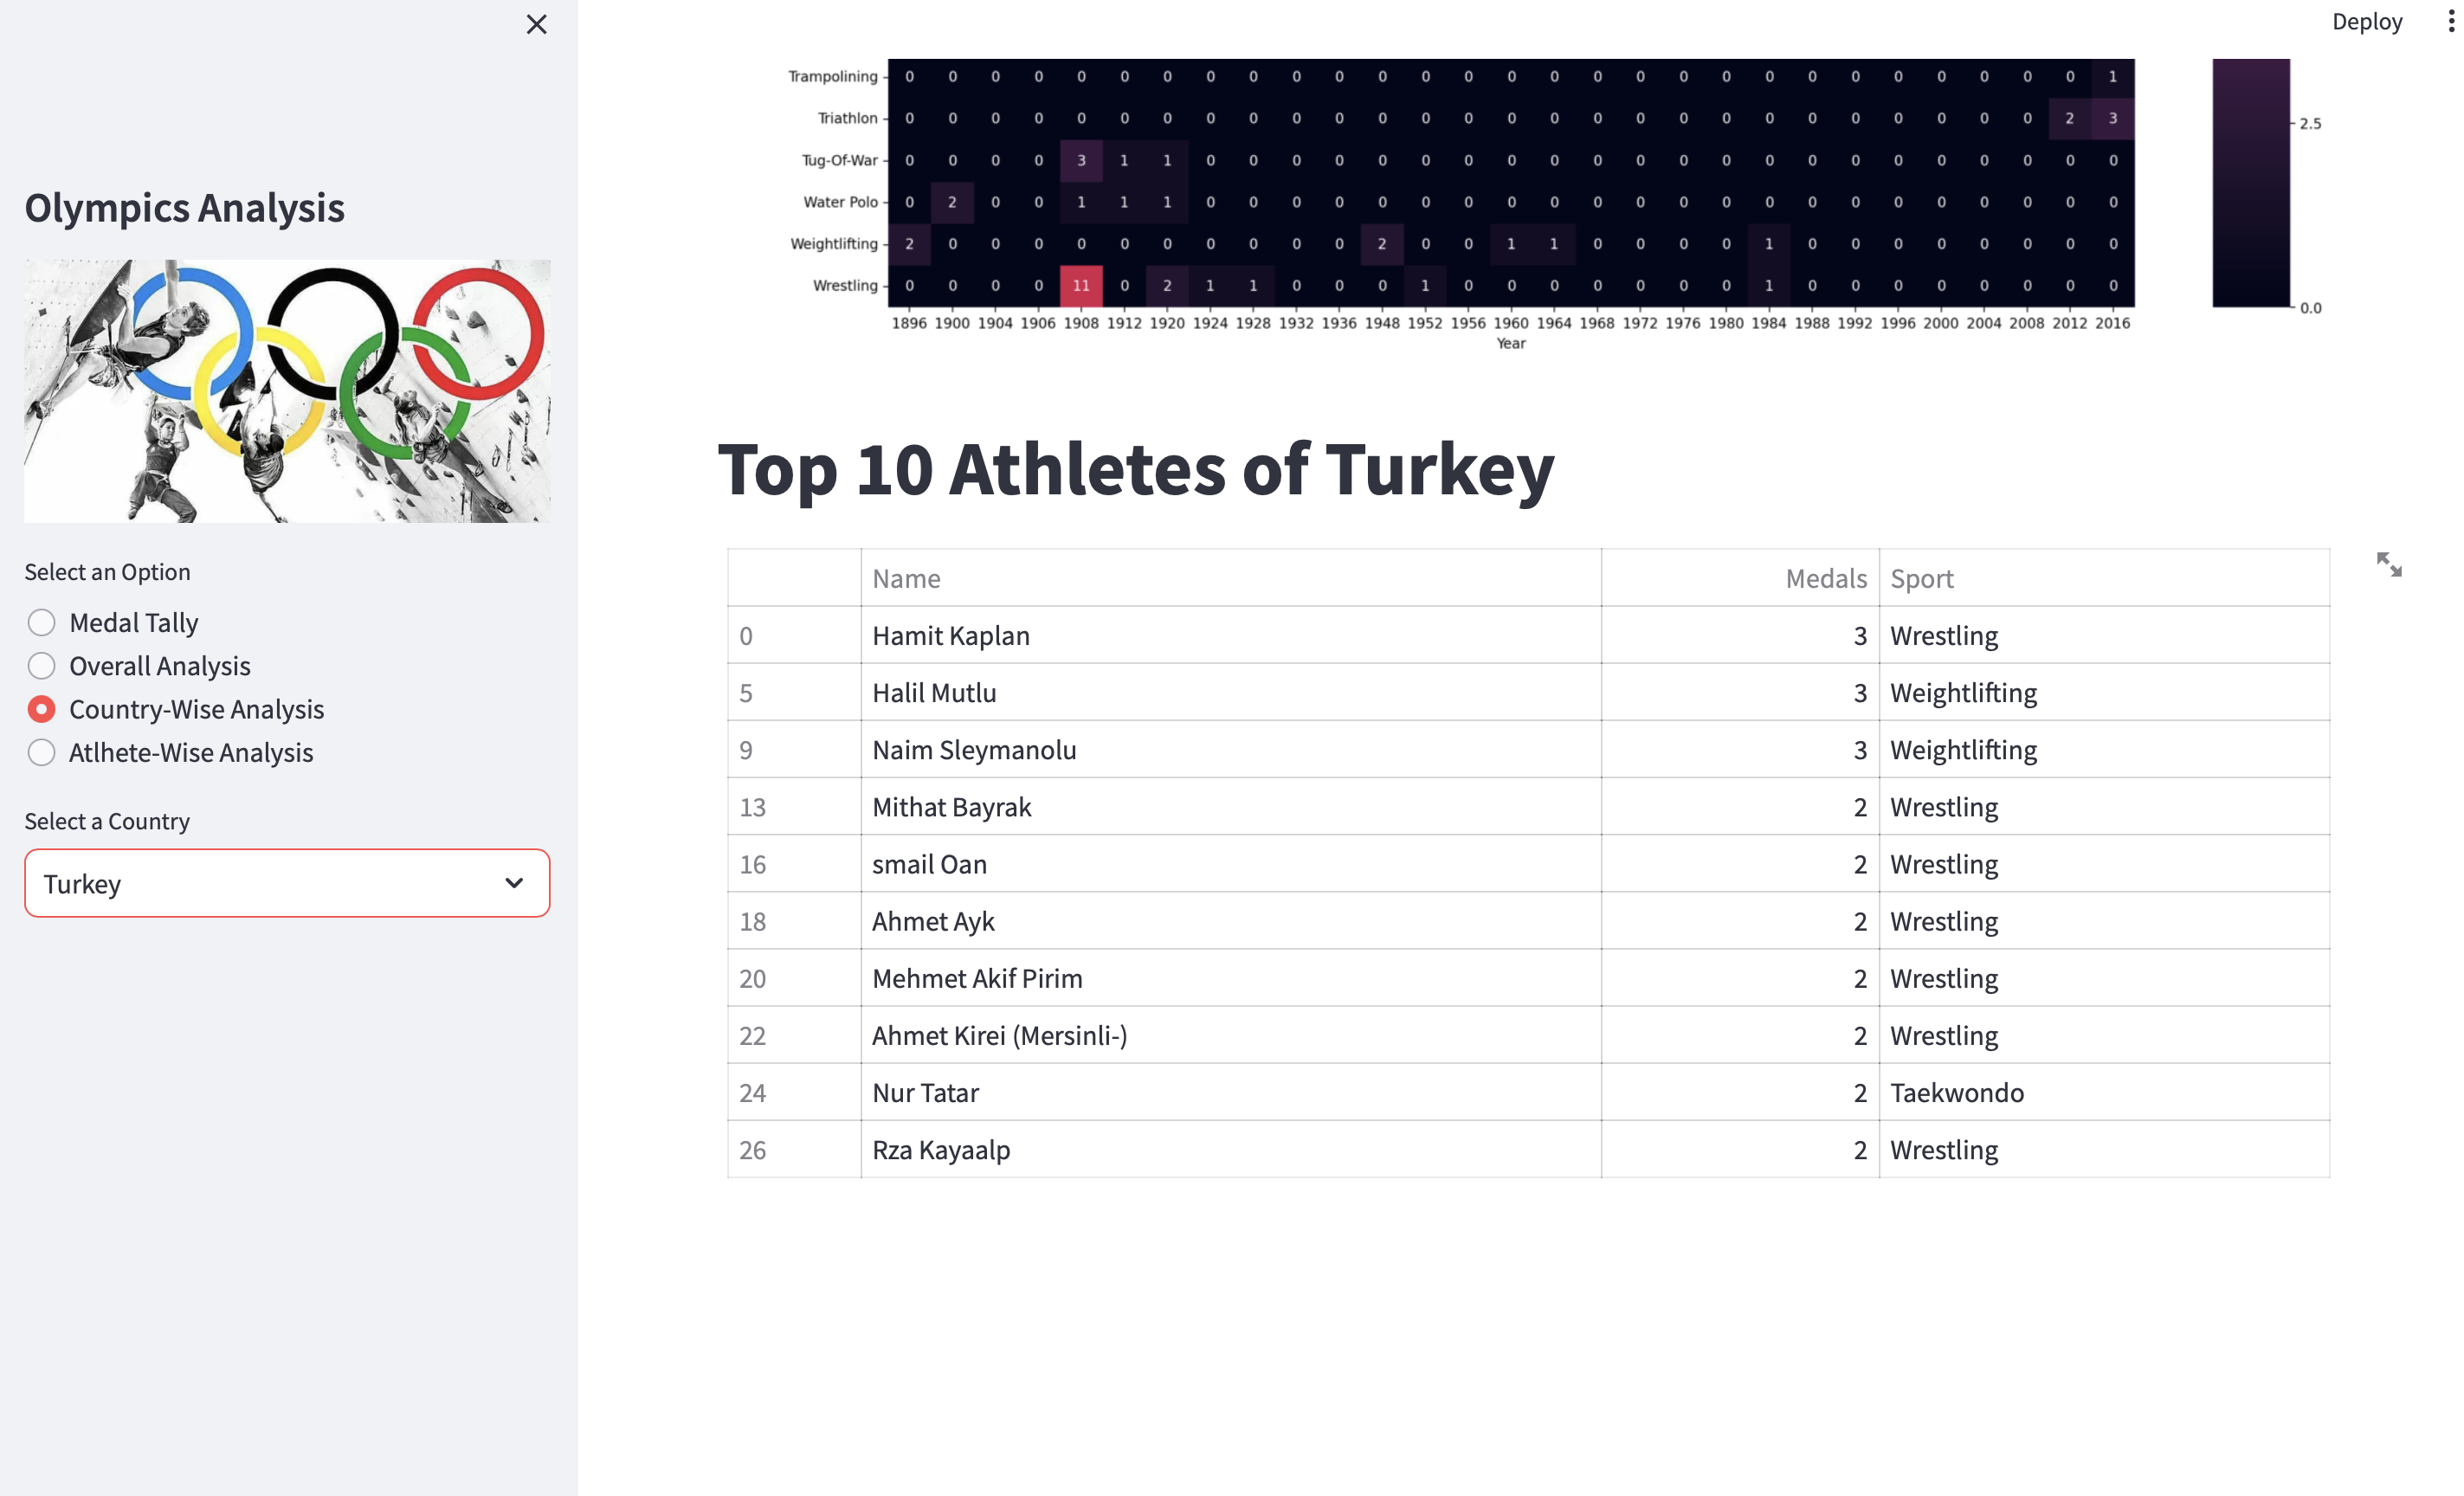 Deploy
Olympics Analysis
Select an Option
Medal Tally
Overall Analysis
Country-Wise Analysis
Atlhete-Wise Analysis
Select a Country
Turkey
Trampolining 0 0 0 0 0 0 0 0 0 0 0 0 0 0 0 0 0 0 0 0 0 0 0 0 0 0 0 0 1
Triathlon 0 0 0 0 0 0 0 0 0 0 0 0 0 0 0 0 0 0 0 0 0 0 0 0 0 0 0 2 3
Tug-Of-War 0 0 0 0 3 1 1 0 0 0 0 0 0 0 0 0 0 0 0 0 0 0 0 0 0 0 0 0 0
Water Polo 0 2 0 0 1 1 1 0 0 0 0 0 0 0 0 0 0 0 0 0 0 0 0 0 0 0 0 0 0
Weightlifting 2 0 0 0 0 0 0 0 0 0 0 2 0 0 1 1 0 0 0 0 1 0 0 0 0 0 0 0 0
Wrestling 0 0 0 0 11 0 2 1 1 0 0 0 1 0 0 0 0 0 0 0 1 0 0 0 0 0 0 0 0
1896 1900 1904 1906 1908 1912 1920 1924 1928 1932 1936 1948 1952 1956 1960 1964 1968 1972 1976 1980 1984 1988 1992 1996 2000 2004 2008 2012 2016
Year
2.5
0.0
Top 10 Athletes of Turkey
Name Medals Sport
0 Hamit Kaplan 3 Wrestling
5 Halil Mutlu 3 Weightlifting
9 Naim Sleymanolu 3 Weightlifting
13 Mithat Bayrak 2 Wrestling
16 smail Oan 2 Wrestling
18 Ahmet Ayk 2 Wrestling
20 Mehmet Akif Pirim 2 Wrestling
22 Ahmet Kirei (Mersinli-) 2 Wrestling
24 Nur Tatar 2 Taekwondo
26 Rza Kayaalp 2 Wrestling